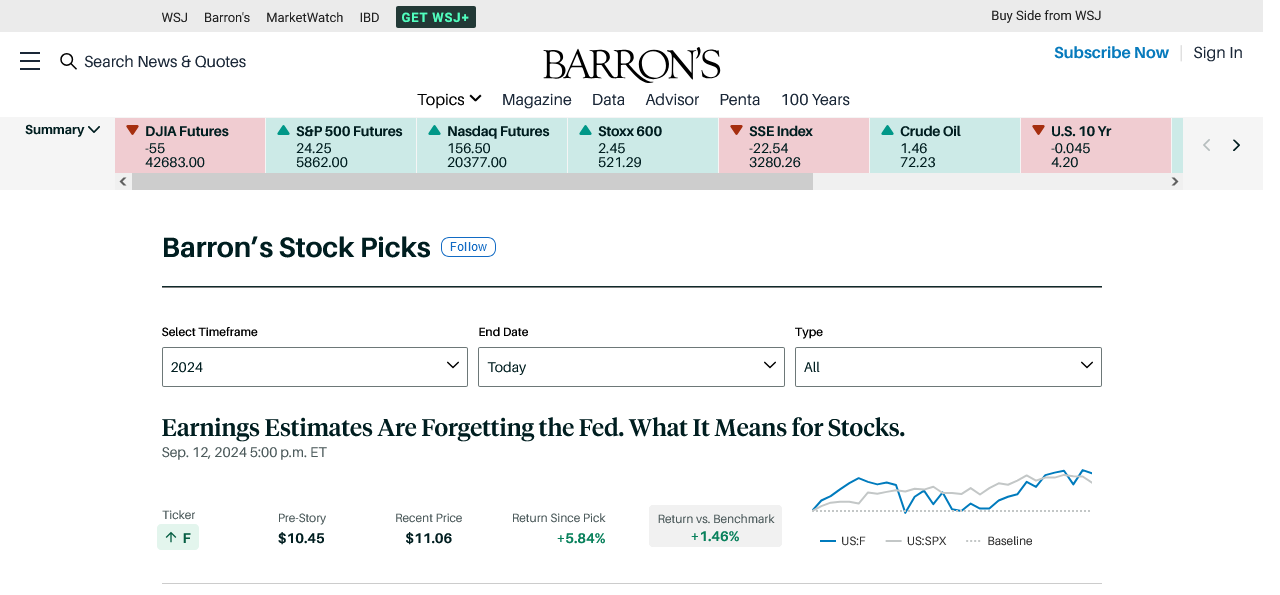 WSJ Barron's MarketWatch IBD GET WSJ+ Buy Side from WSJ
Search News & Quotes BARRON'S Subscribe Now Sign In
Topics Magazine Data Advisor Penta 100 Years
Summary DJIA Futures S&P 500 Futures Nasdaq Futures Stoxx 600 SSE Index Crude Oil U.S. 10 Yr
-55 24.25 156.50 2.45 -22.54 1.46 -0.045
42683.00 5862.00 20377.00 521.29 3280.26 72.23 4.20
Barron’s Stock Picks Follow
Select Timeframe End Date Type
2024 Today All
Earnings Estimates Are Forgetting the Fed. What It Means for Stocks.
Sep. 12, 2024 5:00 p.m. ET
Ticker Pre-Story Recent Price Return Since Pick Return vs. Benchmark
F $10.45 $11.06 +5.84% +1.46%
US:F US:SPX Baseline